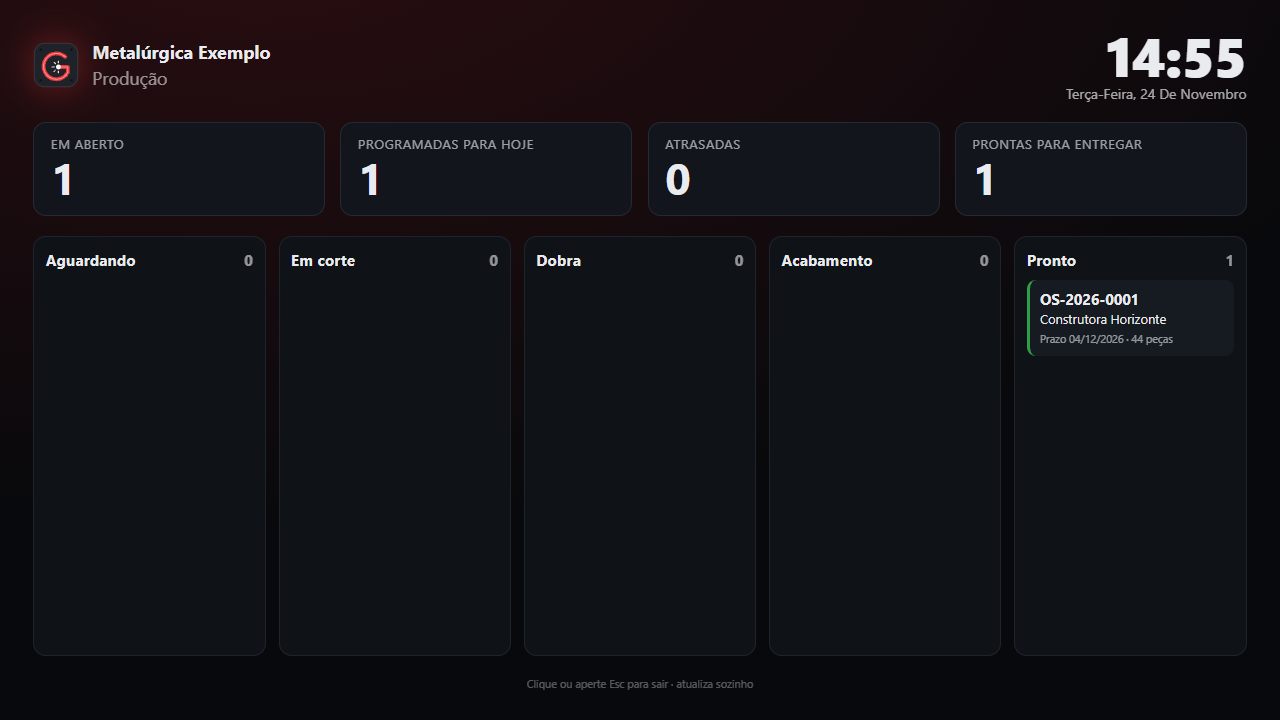 Metalúrgica Exemplo
Produção
14:55
Terça-Feira, 24 De Novembro
EM ABERTO
1
PROGRAMADAS PARA HOJE
1
ATRASADAS
0
PRONTAS PARA ENTREGAR
1
Aguardando 0
Em corte 0
Dobra 0
Acabamento 0
Pronto 1
OS-2026-0001
Construtora Horizonte
Prazo 04/12/2026 · 44 peças
Clique ou aperte Esc para sair · atualiza sozinho